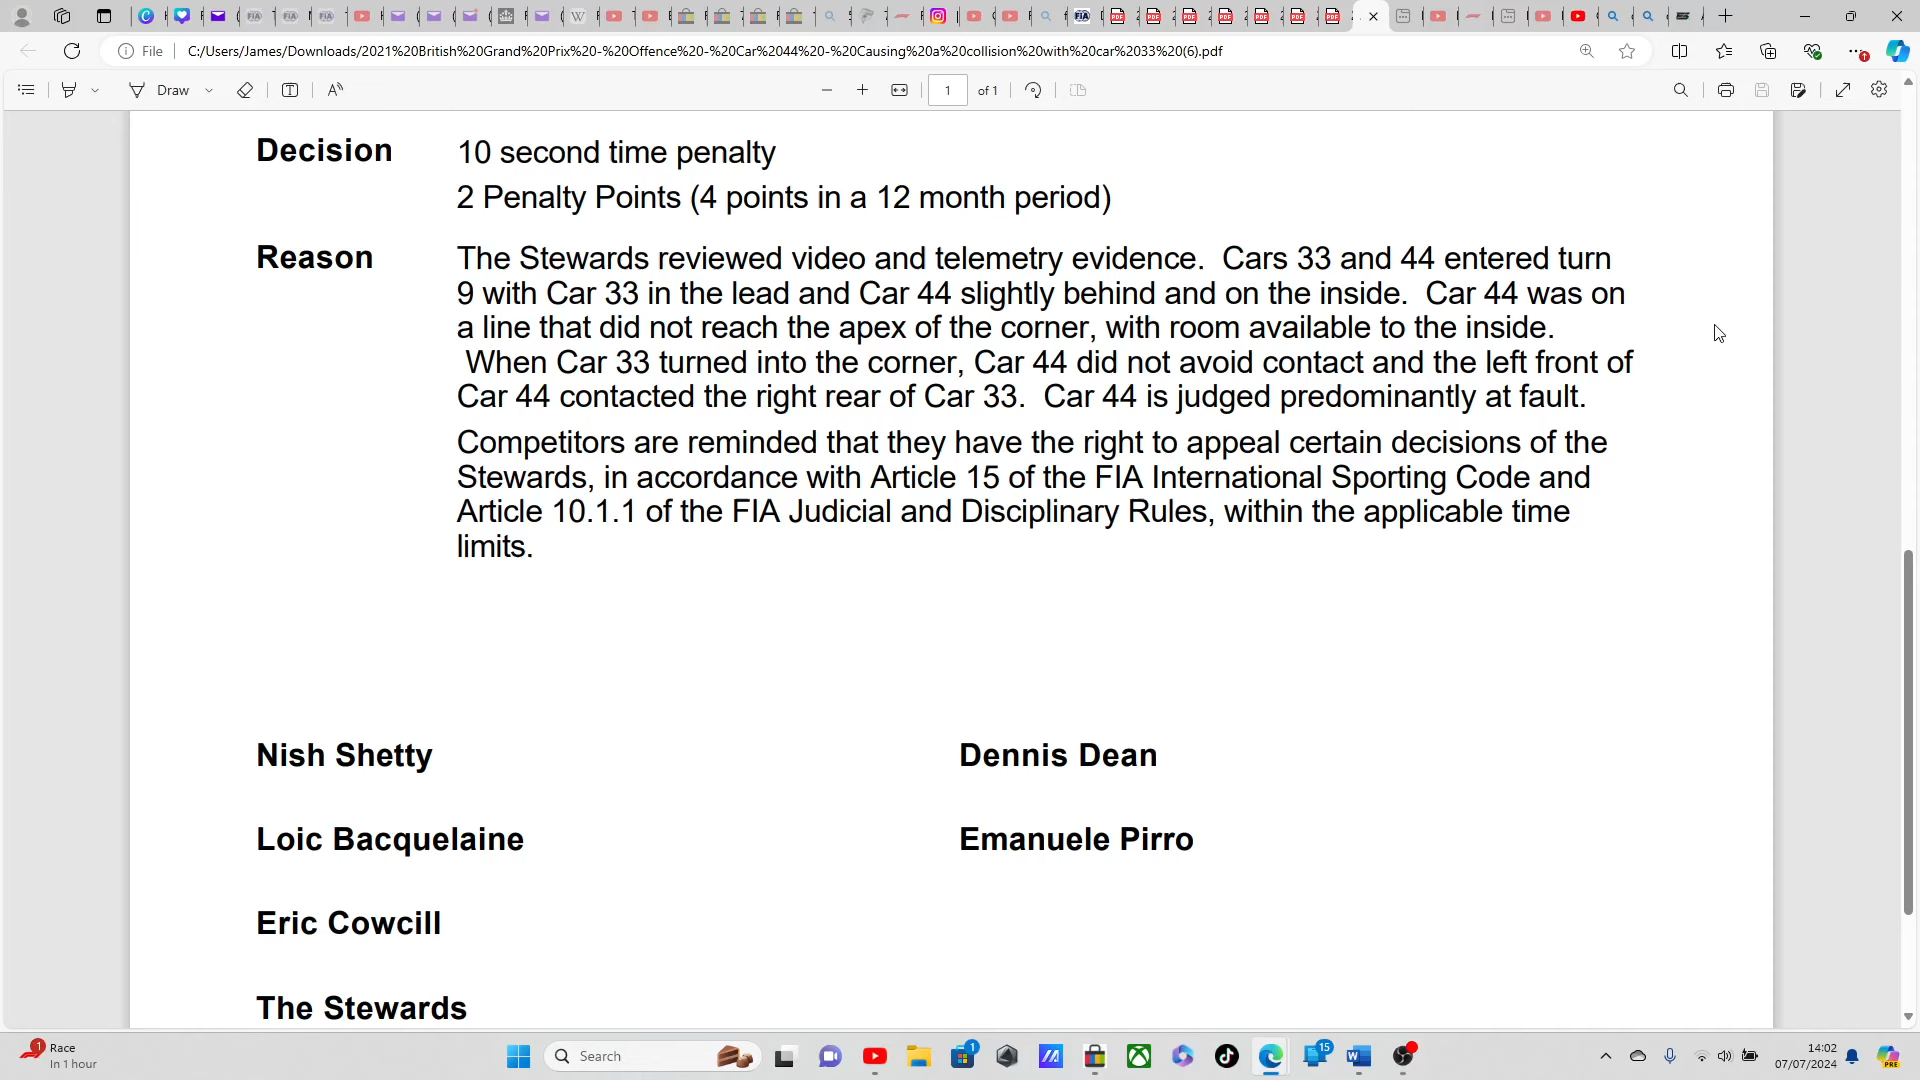 File
C:/Users/James/Downloads/2021%20British%20Grand%20Prix%20-%20Offence%20-%20Car%2044%20-%20Causing%20a%20collision%20with%20car%2033%20(6).pdf
Draw
1 of 1
Decision 10 second time penalty
2 Penalty Points (4 points in a 12 month period)
Reason The Stewards reviewed video and telemetry evidence. Cars 33 and 44 entered turn
9 with Car 33 in the lead and Car 44 slightly behind and on the inside. Car 44 was on
a line that did not reach the apex of the corner, with room available to the inside.
When Car 33 turned into the corner, Car 44 did not avoid contact and the left front of
Car 44 contacted the right rear of Car 33. Car 44 is judged predominantly at fault.
Competitors are reminded that they have the right to appeal certain decisions of the
Stewards, in accordance with Article 15 of the FIA International Sporting Code and
Article 10.1.1 of the FIA Judicial and Disciplinary Rules, within the applicable time
limits.
Nish Shetty Dennis Dean
Loic Bacquelaine Emanuele Pirro
Eric Cowcill
The Stewards
1 Race
In 1 hour
Search
1
15
14:02
07/07/2024